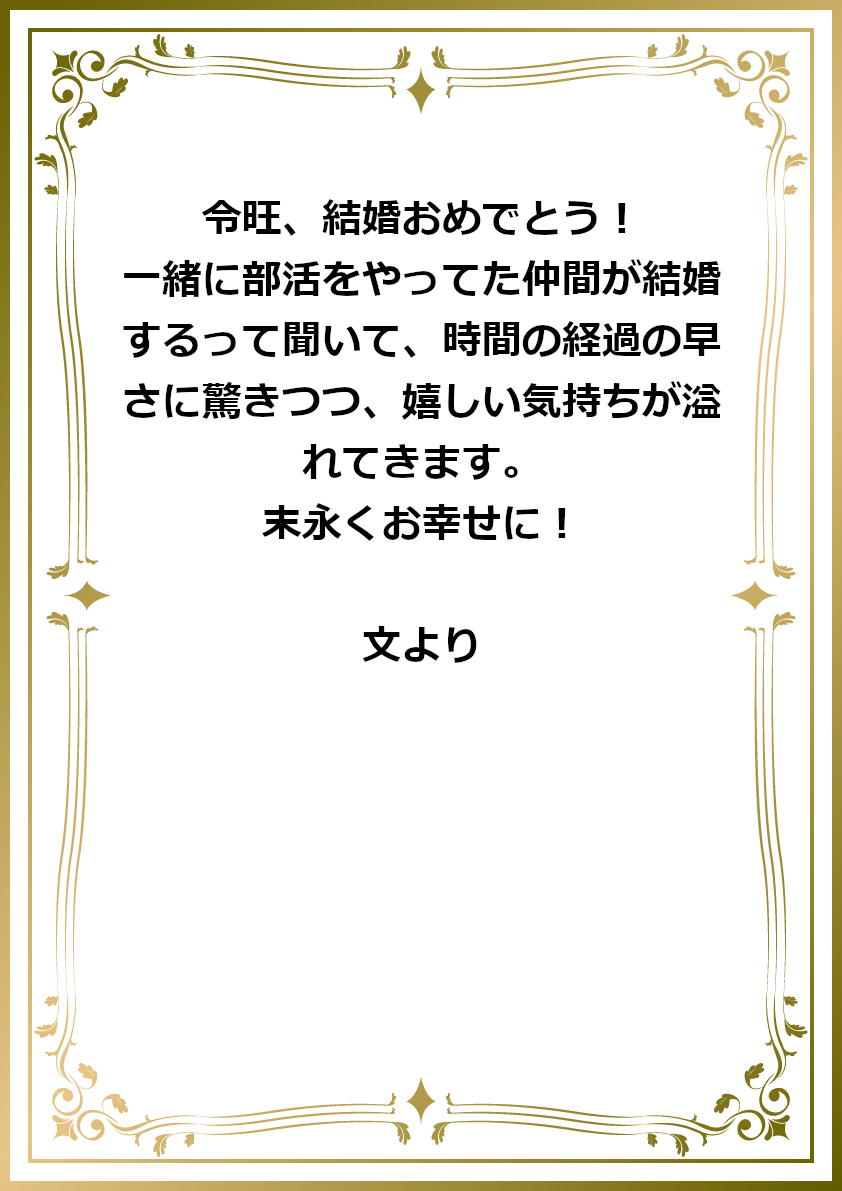 令旺、結婚おめでとう！
一緒に部活をやってた仲間が結婚
するって聞いて、時間の経過の早
さに驚きつつ、嬉しい気持ちが溢
れてきます。
末永くお幸せに！
文より